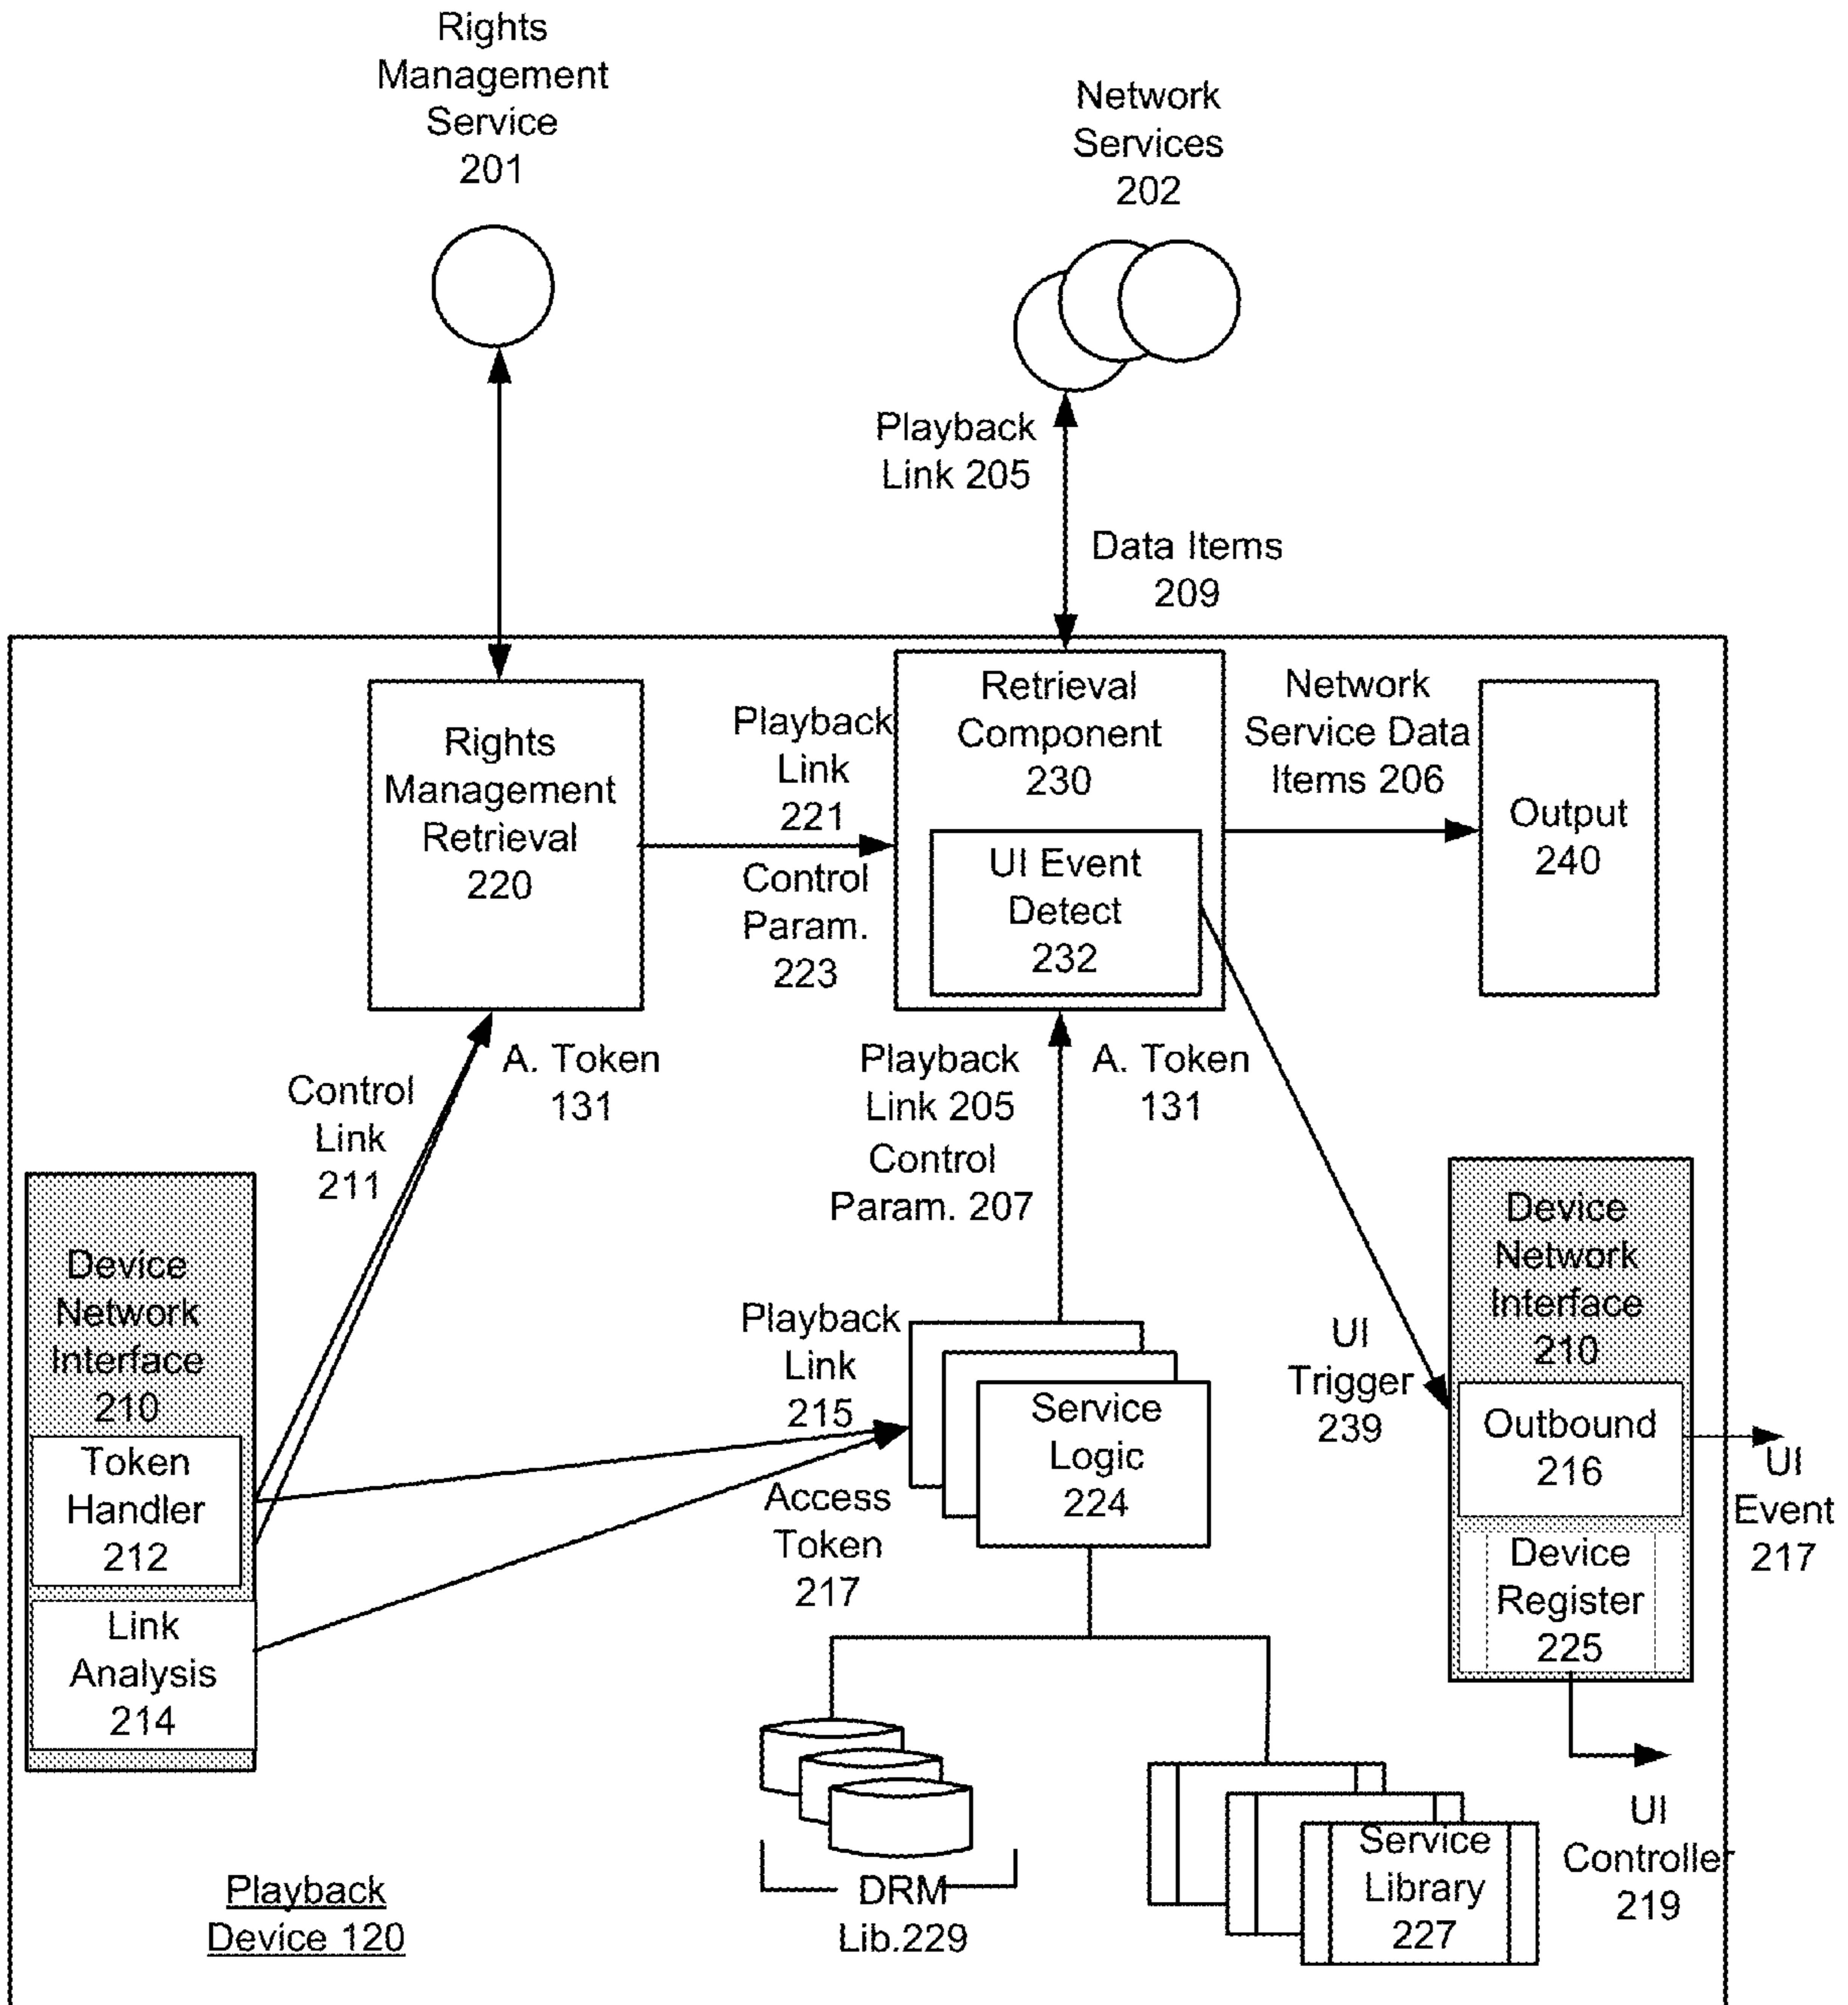 Rights
Management
Service
201
Network
Services
202
Playback
Link 205
Data Items
209
Rights
Management
Retrieval
220
Playback
Link
221
Control
Param.
223
Retrieval
Component
230
UI Event
Detect
232
Network
Service Data
Items 206
Output
240
Control
Link
211
A. Token
131
Playback
Link 205
Control
Param. 207
A. Token
131
Device
Network
Interface
210
Token
Handler
212
Link
Analysis
214
Playback
Link
215
Access
Token
217
Service
Logic
224
UI
Trigger
239
Device
Network
Interface
210
Outbound
216
Device
Register
225
UI
Event
217
UI
Controller
219
DRM
Lib.229
Service
Library
227
Playback
Device 120